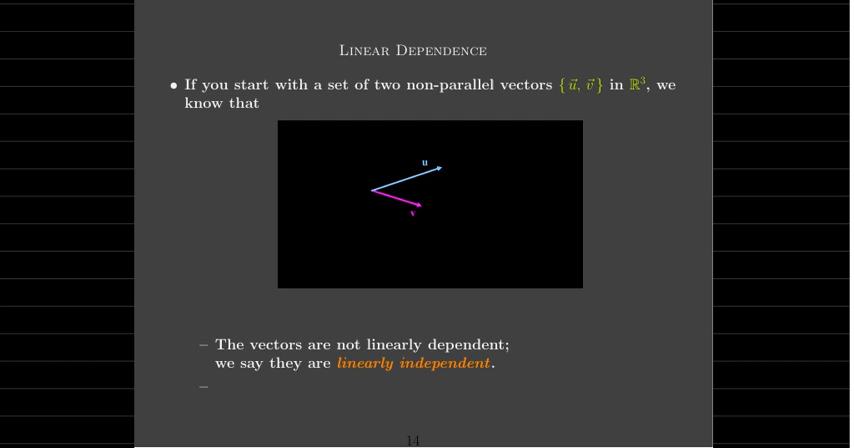 LINEAR DEPENDENCE
• If you start with a set of two non-parallel vectors { u⃗, v⃗ } in ℝ³, we
know that
u
v
– The vectors are not linearly dependent;
we say they are linearly independent.
–
14